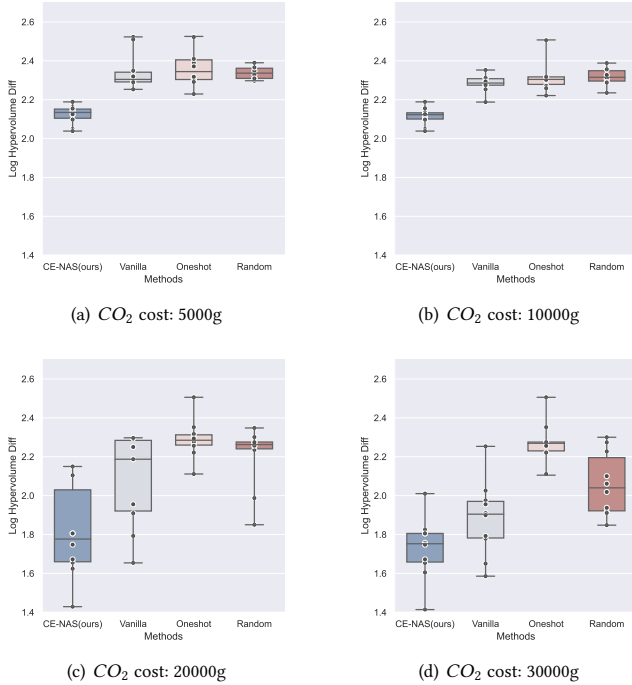 2.6
2.4
2.2
2.0
1.8
1.6
1.4
Log Hypervolume Diff
CE-NAS(ours) Vanilla Oneshot Random
Methods
(a) CO2 cost: 5000g
2.6
2.4
2.2
2.0
1.8
1.6
1.4
Log Hypervolume Diff
CE-NAS(ours) Vanilla Oneshot Random
Methods
(b) CO2 cost: 10000g
2.6
2.4
2.2
2.0
1.8
1.6
1.4
Log Hypervolume Diff
CE-NAS(ours) Vanilla Oneshot Random
Methods
(c) CO2 cost: 20000g
2.6
2.4
2.2
2.0
1.8
1.6
1.4
Log Hypervolume Diff
CE-NAS(ours) Vanilla Oneshot Random
Methods
(d) CO2 cost: 30000g